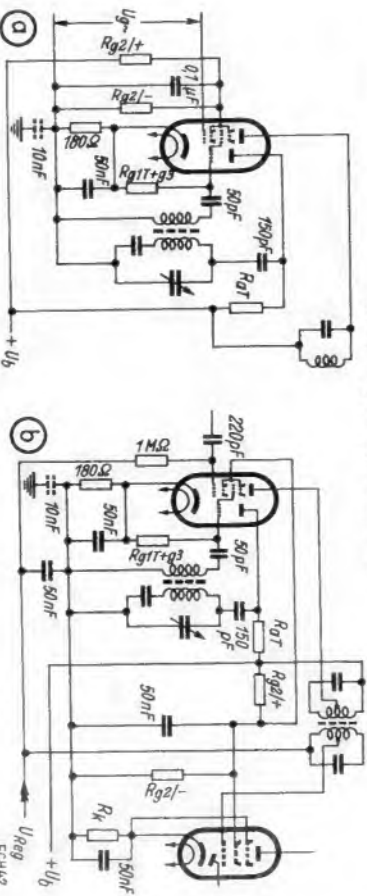 a
Ug~
Rg2/+
0,1µF
Rg2/-
180Ω
10nF
50nF
Rg1T+g3
50pF
150pF
RaT
+Ub
b
220pF
1MΩ
180Ω
10nF
50nF
Rg1T+g3
50pF
150
pF
RaT
Rg2/+
50nF
50nF
Rg2/-
Rk
50nF
+Ub
UReg